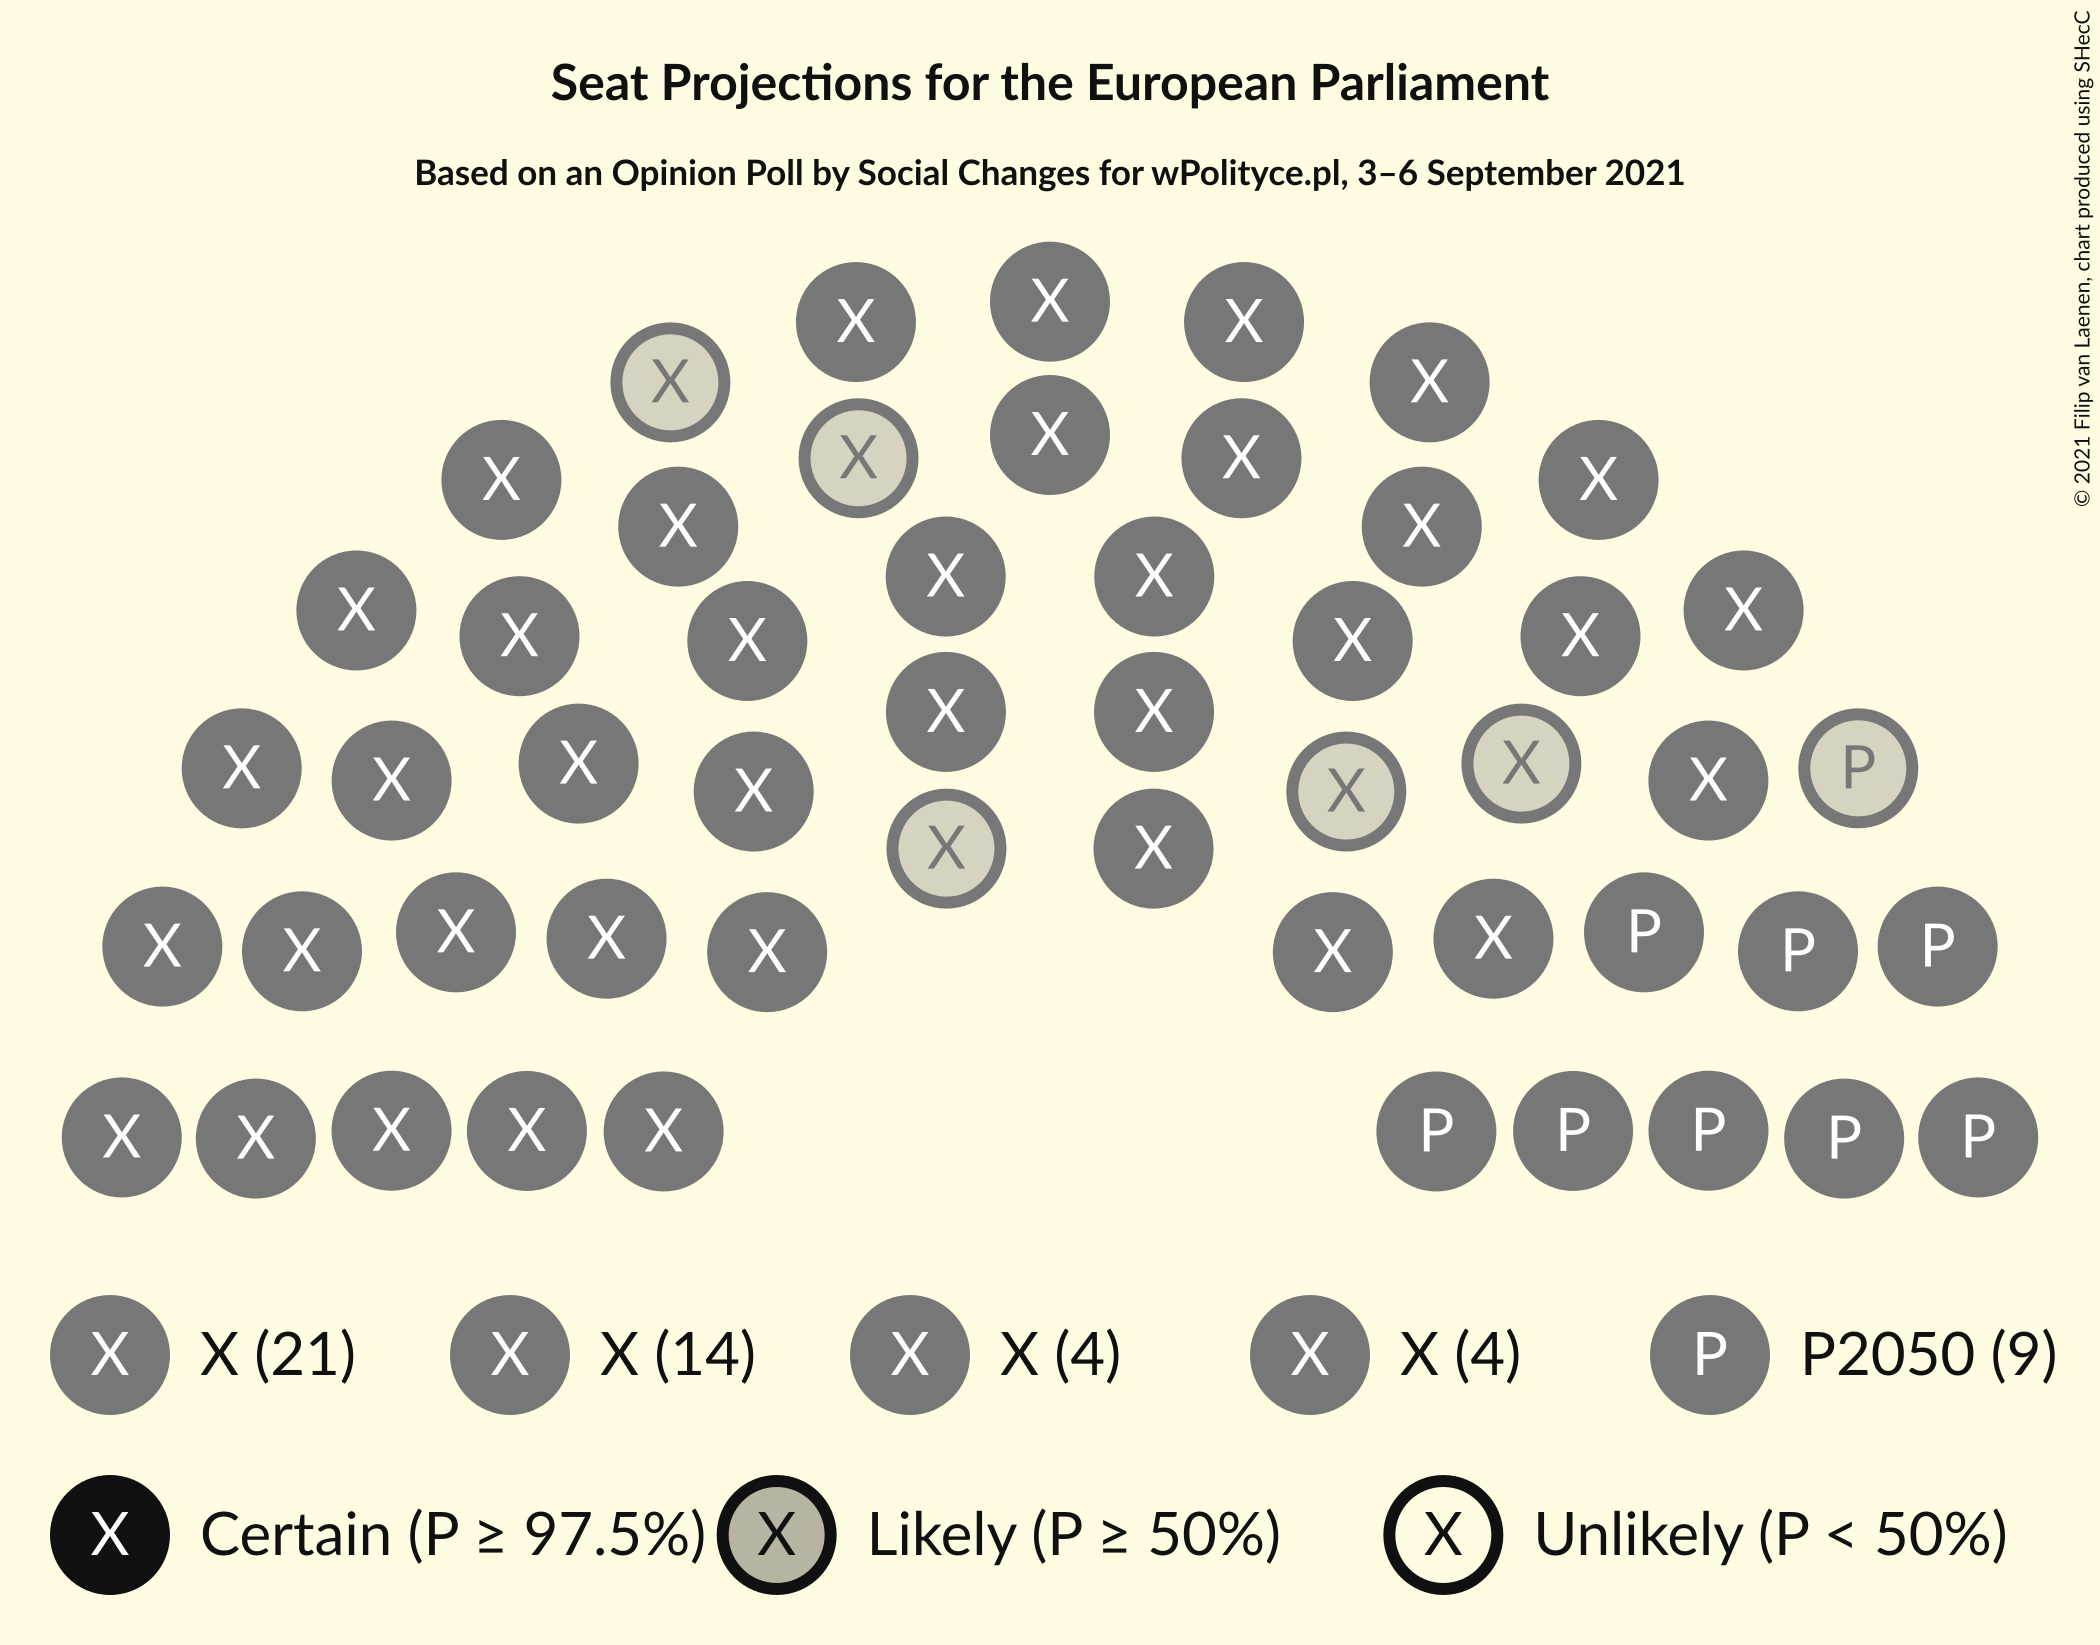 Seat Projections for the European Parliament
Based on an Opinion Poll by Social Changes for wPolityce.pl, 3–6 September 2021
© 2021 Filip van Laenen, chart produced using SHecC
X
X X
X X
X
X X
X
X X
X X
X X
X X
X X X X
X X X X
X X
X X X P
X X X X
X X
X X X X P
X X P P
X X
X X X X X P P P P P
X X (21) X X (14) X X (4) X X (4) P P2050 (9)
X Certain (P ≥ 97.5%) X Likely (P ≥ 50%) X Unlikely (P < 50%)